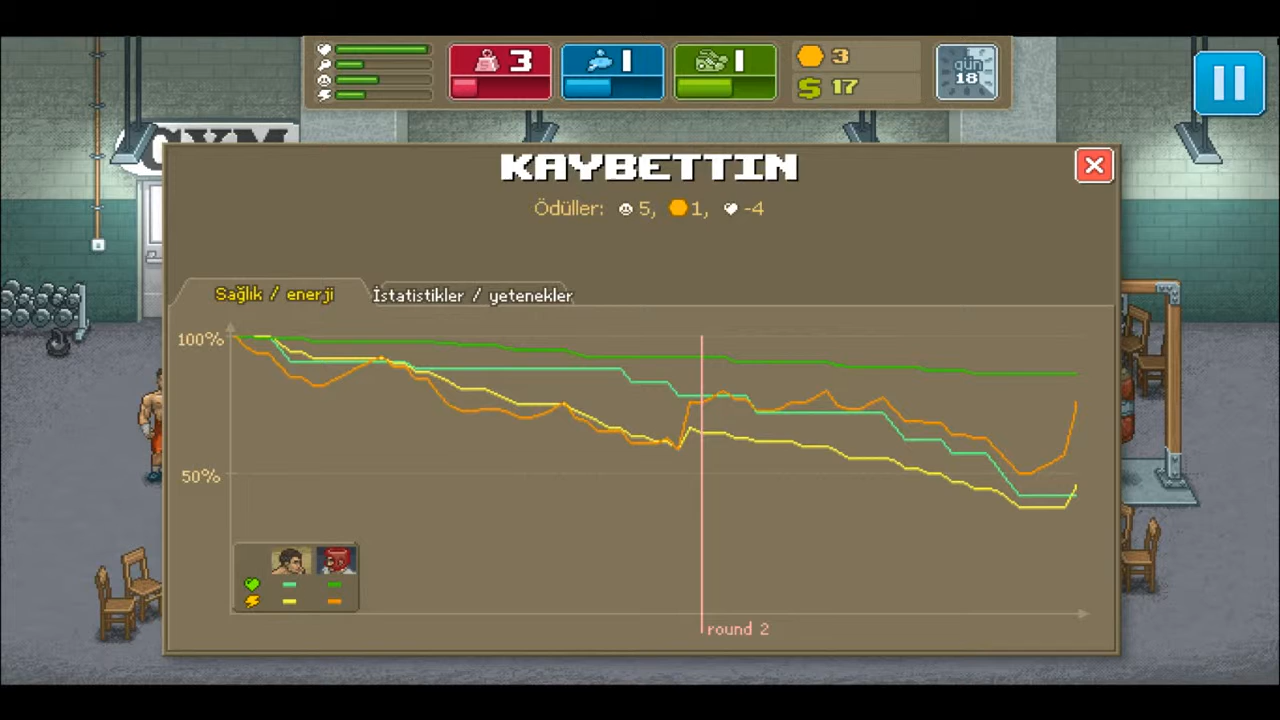 3 1 1 3
$ 17
gün
18
GYM
KAYBETTIN
Ödüller: 5, 1, -4
Sağlık / enerji İstatistikler / yetenekler
100%
50%
round 2